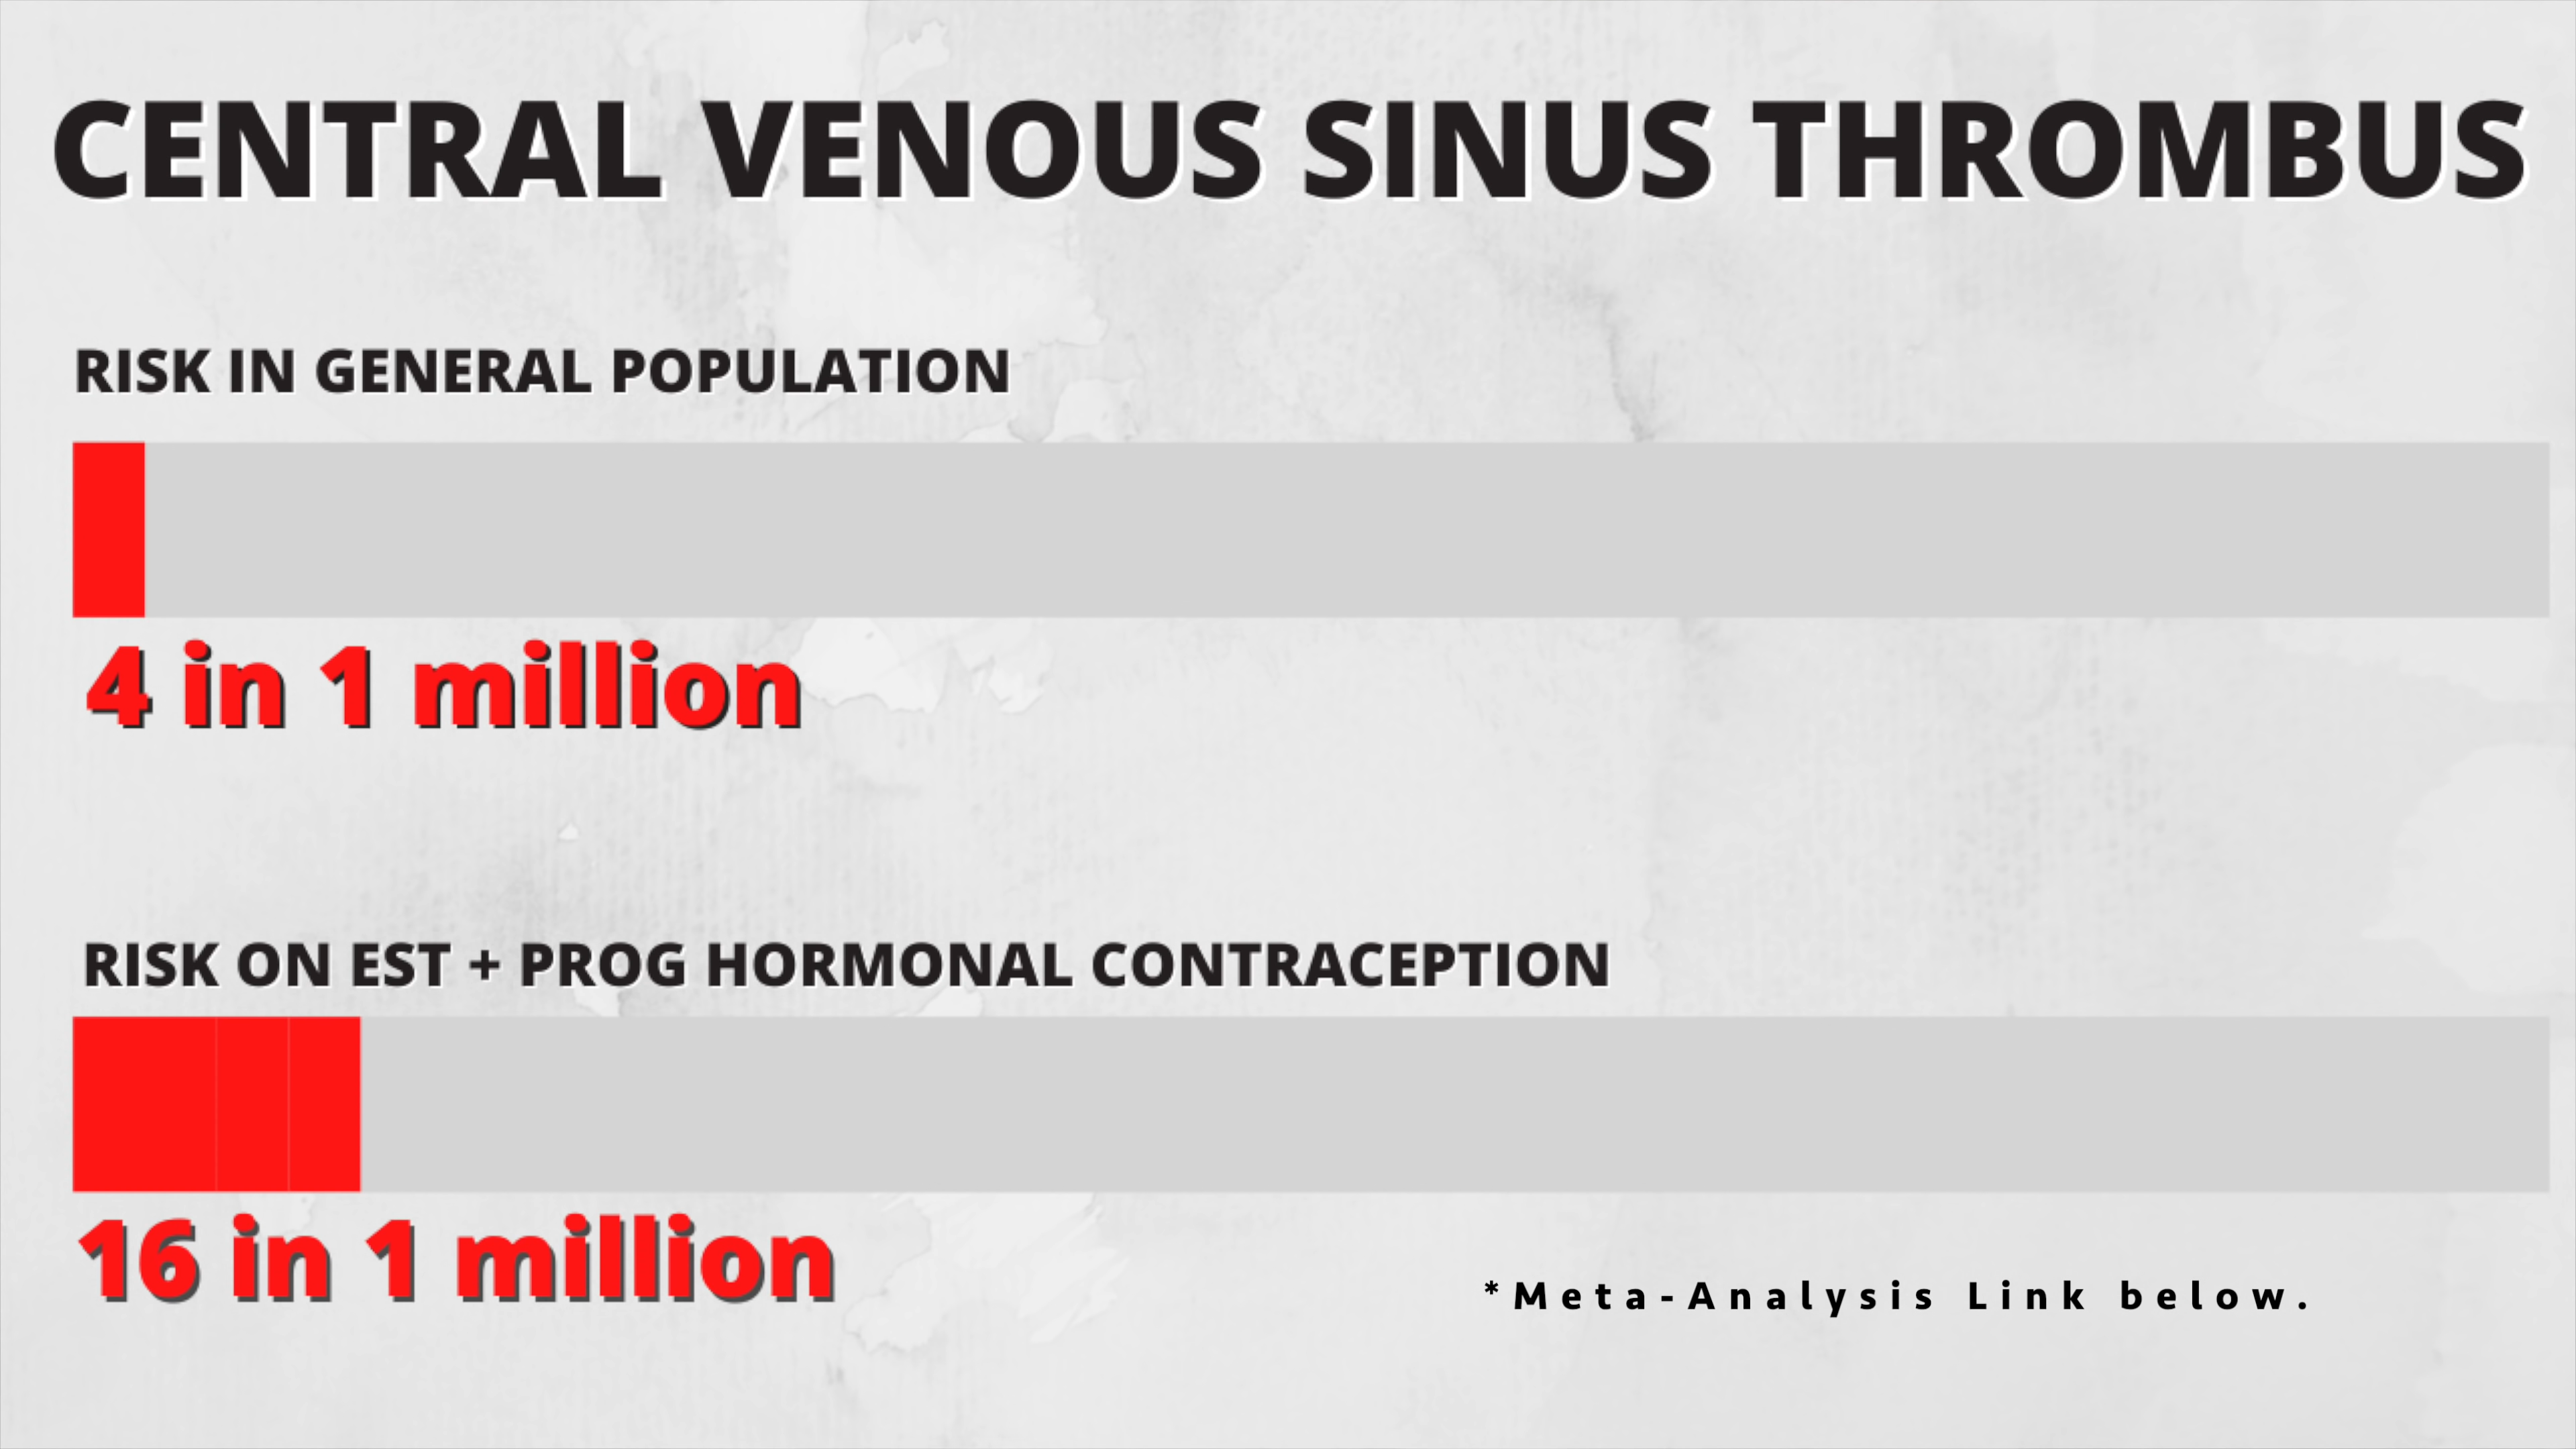 CENTRAL VENOUS SINUS THROMBUS
RISK IN GENERAL POPULATION
4 in 1 million
RISK ON EST + PROG HORMONAL CONTRACEPTION
16 in 1 million
*Meta-Analysis Link below.